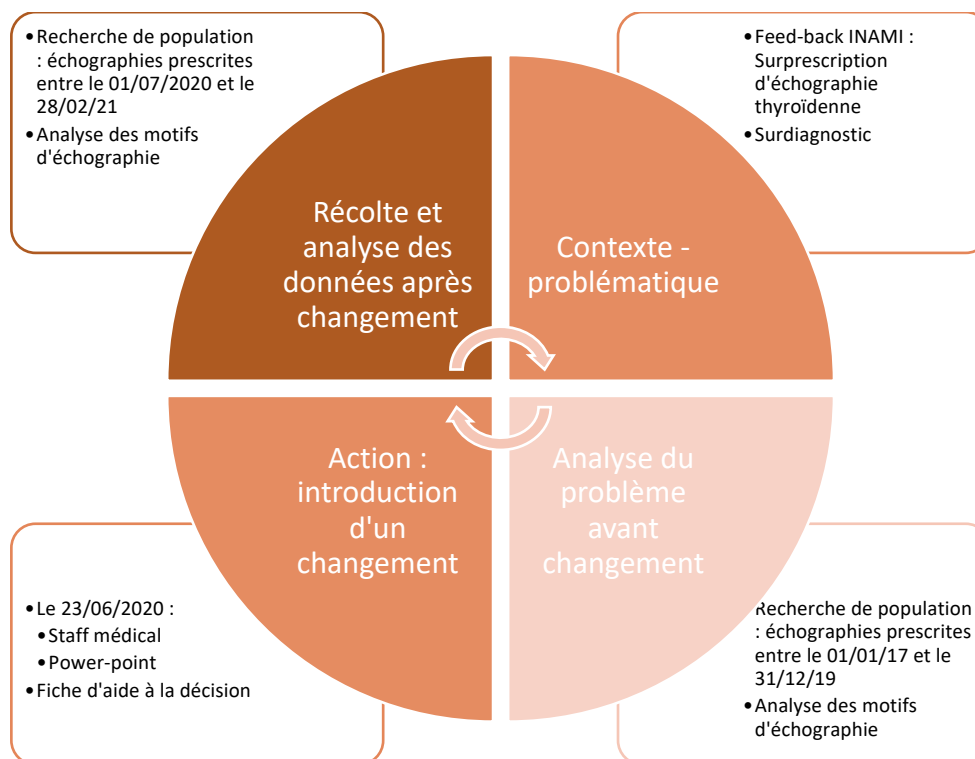 •Recherche de population
: échographies prescrites
entre le 01/07/2020 et le
28/02/21
•Analyse des motifs
d'échographie
•Feed-back INAMI :
Surprescription
d'échographie
thyroïdenne
•Surdiagnostic
Récolte et
analyse des
données après
changement
Contexte -
problématique
Action :
introduction
d'un
changement
Analyse du
problème
avant
changement
•Le 23/06/2020 :
•Staff médical
•Power-point
•Fiche d'aide à la décision
Recherche de population
: échographies prescrites
entre le 01/01/17 et le
31/12/19
•Analyse des motifs
d'échographie